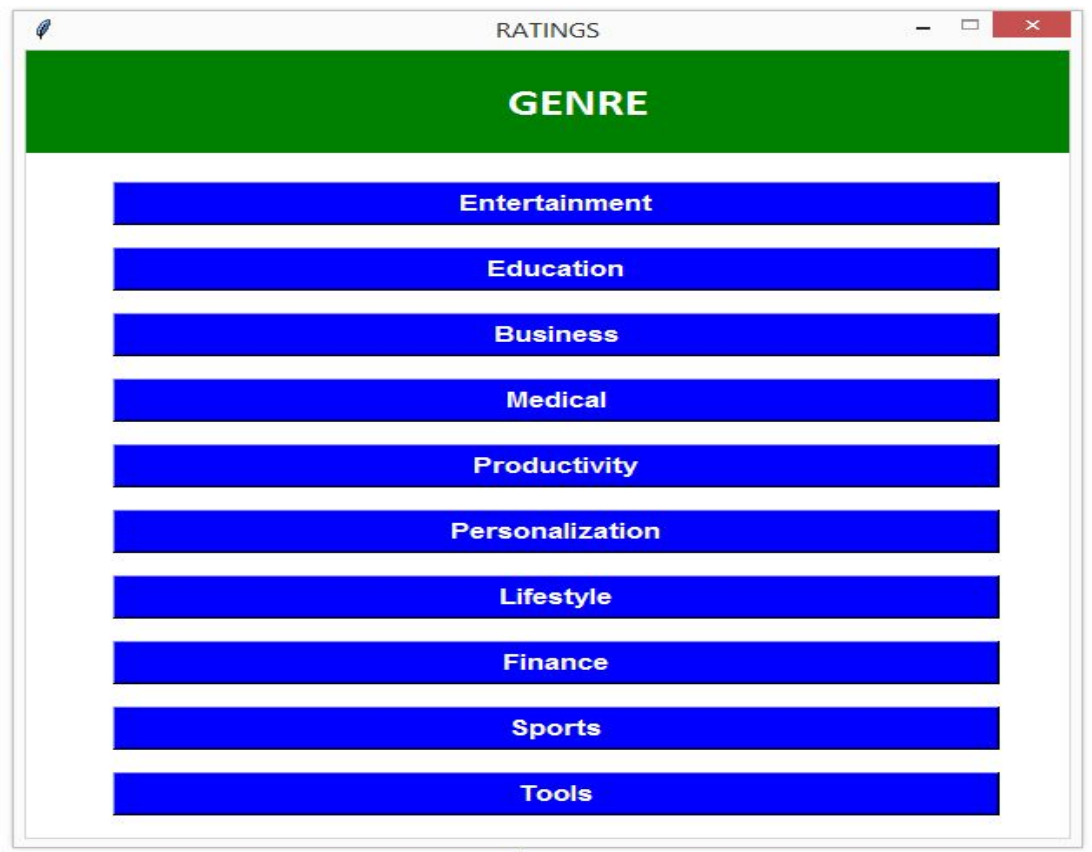 RATINGS
GENRE
Entertainment
Education
Business
Medical
Productivity
Personalization
Lifestyle
Finance
Sports
Tools